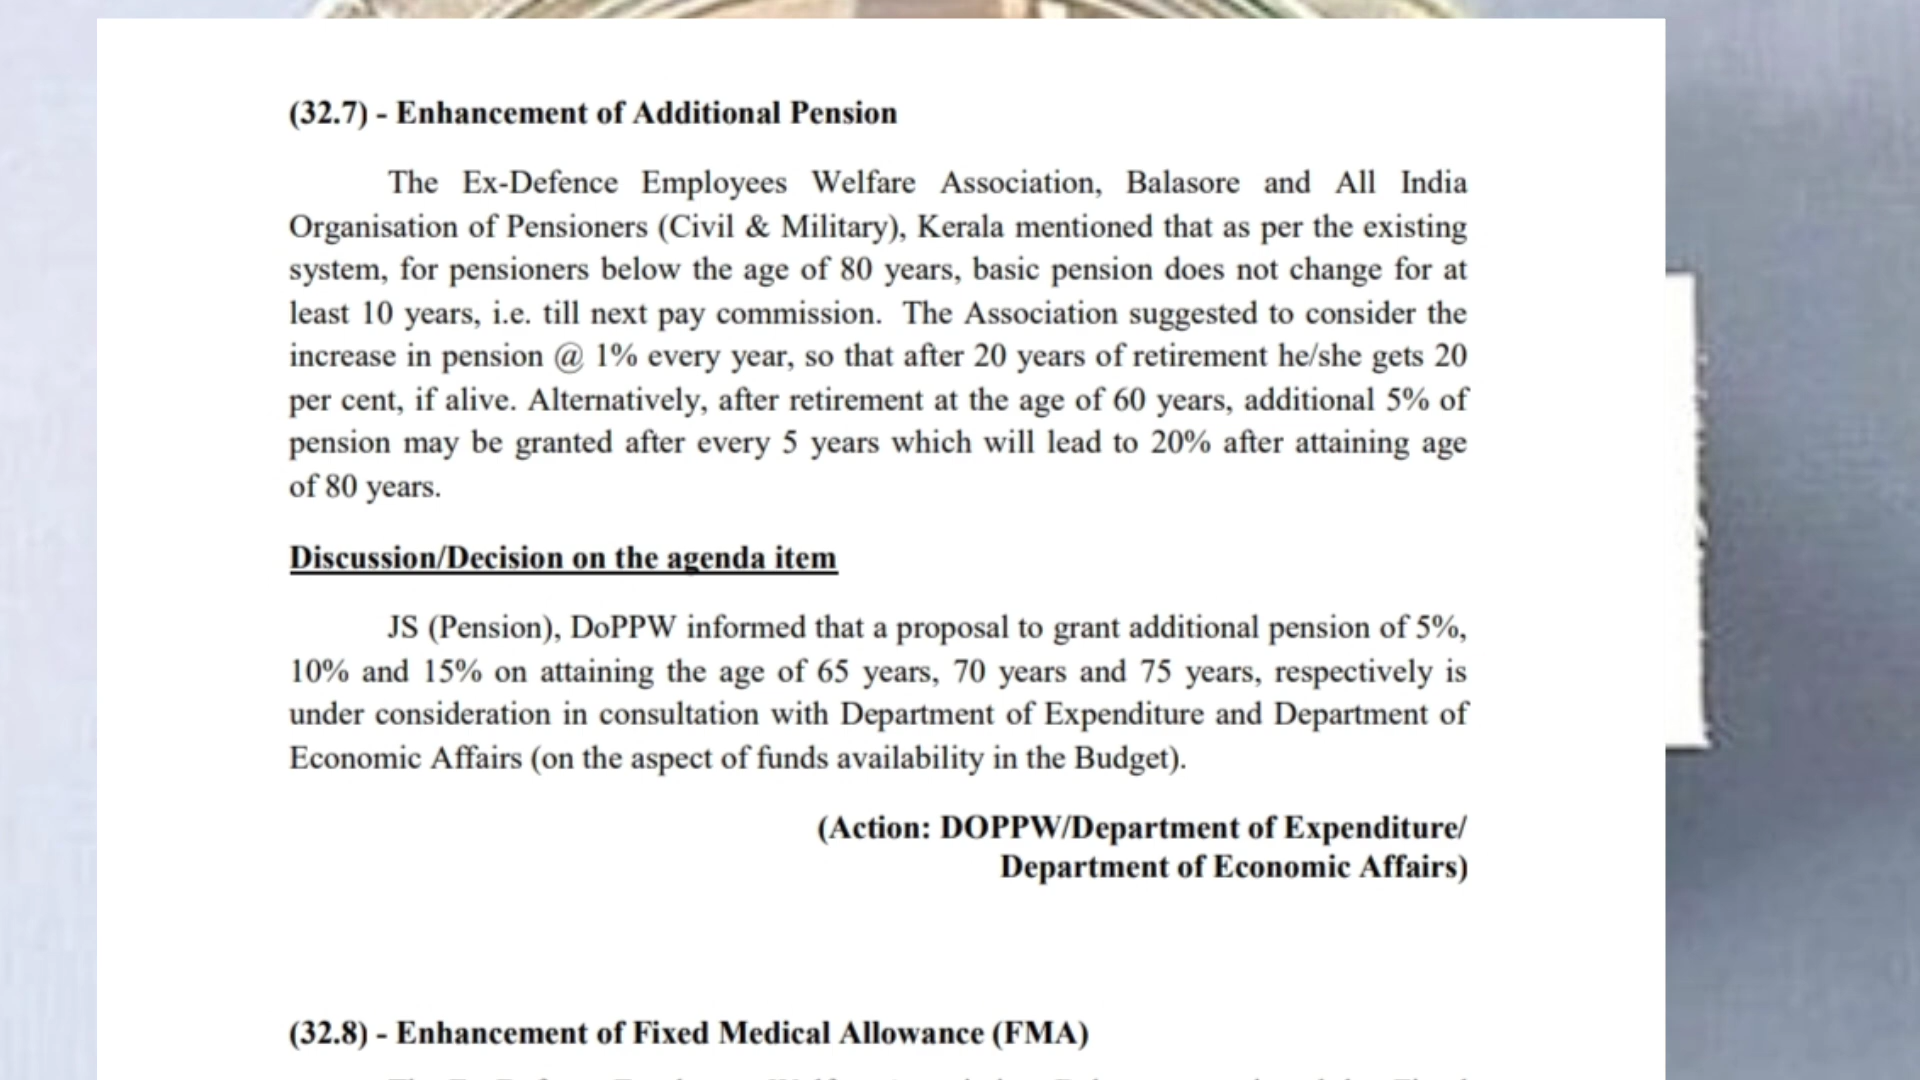 (32.7) - Enhancement of Additional Pension
The Ex-Defence Employees Welfare Association, Balasore and All India
Organisation of Pensioners (Civil & Military), Kerala mentioned that as per the existing
system, for pensioners below the age of 80 years, basic pension does not change for at
least 10 years, i.e. till next pay commission. The Association suggested to consider the
increase in pension @ 1% every year, so that after 20 years of retirement he/she gets 20
per cent, if alive. Alternatively, after retirement at the age of 60 years, additional 5% of
pension may be granted after every 5 years which will lead to 20% after attaining age
of 80 years.
Discussion/Decision on the agenda item
JS (Pension), DoPPW informed that a proposal to grant additional pension of 5%,
10% and 15% on attaining the age of 65 years, 70 years and 75 years, respectively is
under consideration in consultation with Department of Expenditure and Department of
Economic Affairs (on the aspect of funds availability in the Budget).
(Action: DOPPW/Department of Expenditure/
Department of Economic Affairs)
(32.8) - Enhancement of Fixed Medical Allowance (FMA)